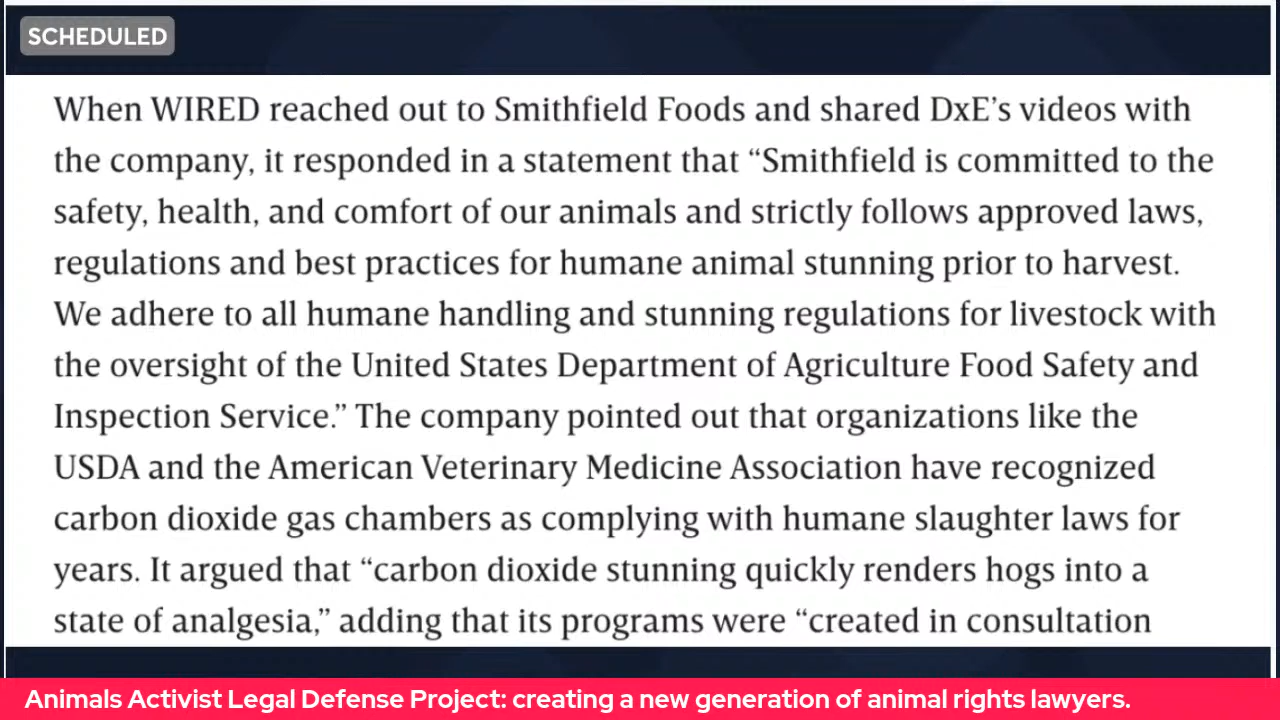 SCHEDULED
When WIRED reached out to Smithfield Foods and shared DxE’s videos with
the company, it responded in a statement that “Smithfield is committed to the
safety, health, and comfort of our animals and strictly follows approved laws,
regulations and best practices for humane animal stunning prior to harvest.
We adhere to all humane handling and stunning regulations for livestock with
the oversight of the United States Department of Agriculture Food Safety and
Inspection Service.” The company pointed out that organizations like the
USDA and the American Veterinary Medicine Association have recognized
carbon dioxide gas chambers as complying with humane slaughter laws for
years. It argued that “carbon dioxide stunning quickly renders hogs into a
state of analgesia,” adding that its programs were “created in consultation
Animals Activist Legal Defense Project: creating a new generation of animal rights lawyers.